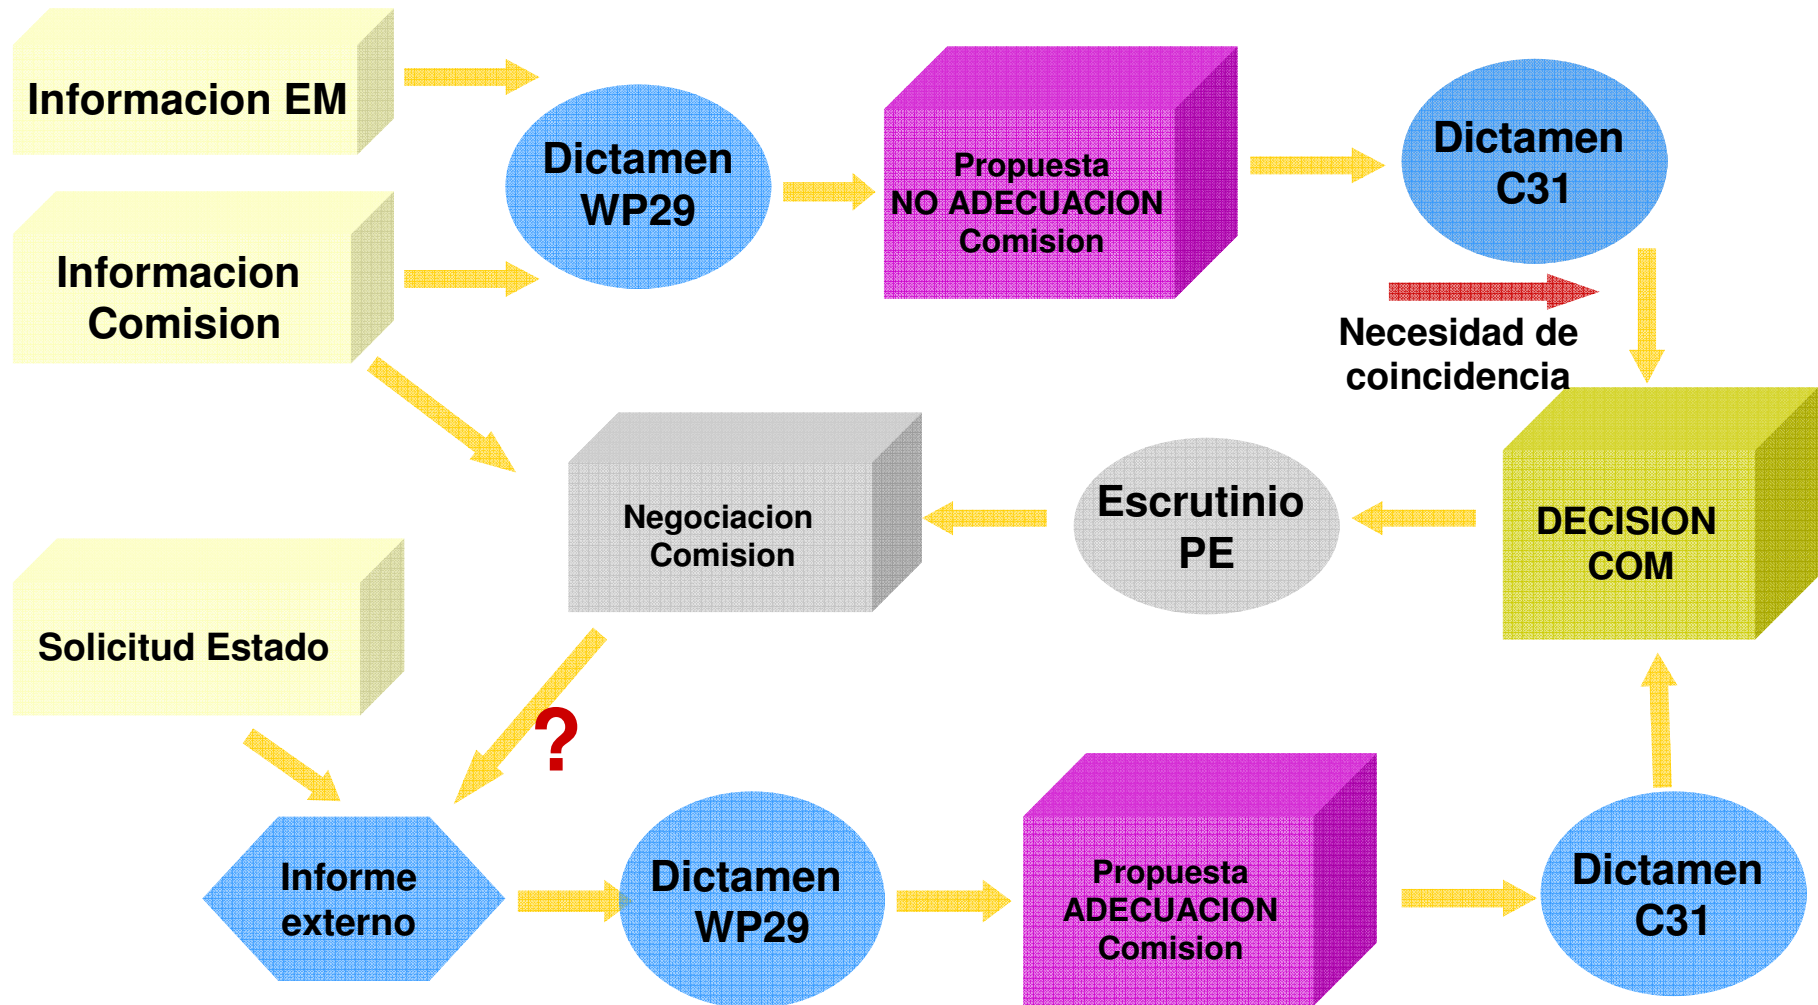 Informacion EM
Dictamen
WP29
Propuesta
NO ADECUACION
Comision
Dictamen
C31
Informacion
Comision
Necesidad de
coincidencia
Negociacion
Comision
Escrutinio
PE
DECISION
COM
Solicitud Estado
?
Informe
externo
Dictamen
WP29
Propuesta
ADECUACION
Comision
Dictamen
C31